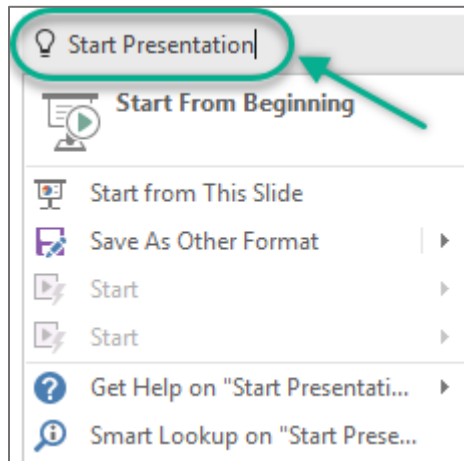 Start Presentation
Start From Beginning
Start from This Slide
Save As Other Format
Start
Start
Get Help on "Start Presentati...
Smart Lookup on "Start Prese...